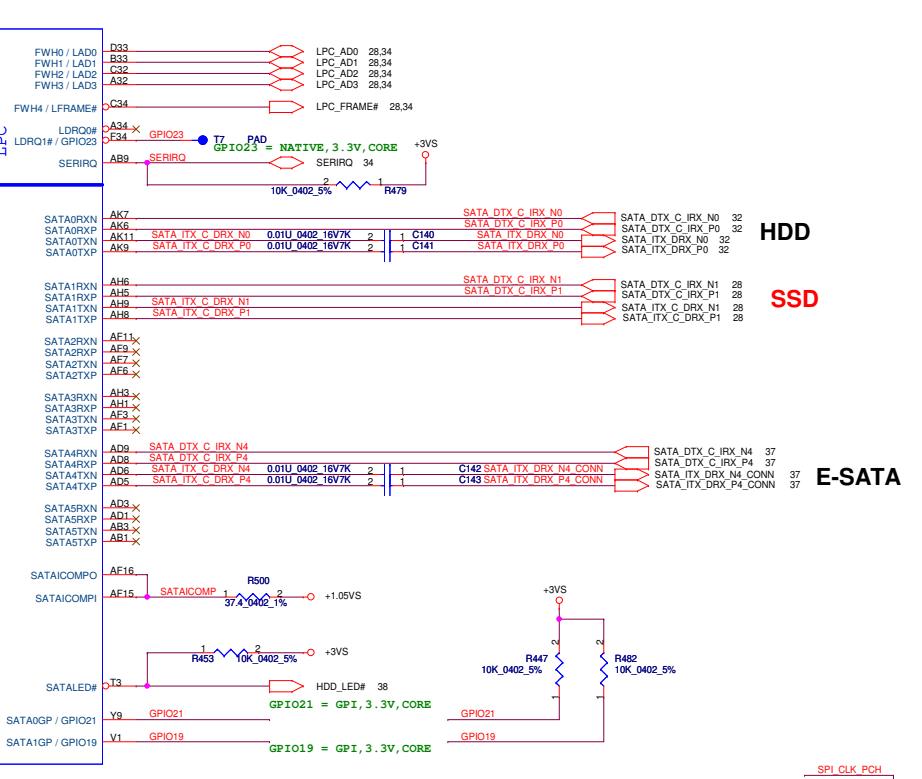 FWH0 / LAD0 D33 LPC_AD0 28,34
FWH1 / LAD1 B33 LPC_AD1 28,34
FWH2 / LAD2 C32 LPC_AD2 28,34
FWH3 / LAD3 A32 LPC_AD3 28,34
FWH4 / LFRAME# C34 LPC_FRAME# 28,34
LPC
LDRQ0# A34
LDRQ1# / GPIO23 F34 GPIO23 T7 PAD
GPIO23 = NATIVE,3.3V,CORE
+3VS
SERIRQ AB9 SERIRQ SERIRQ 34
2 1
10K_0402_5% R479
SATA0RXN AK7 SATA_DTX_C_IRX_N0 SATA_DTX_C_IRX_N0 32
SATA0RXP AK6 SATA_DTX_C_IRX_P0 SATA_DTX_C_IRX_P0 32
SATA0TXN AK11 SATA_ITX_C_DRX_N0 0.01U_0402_16V7K 2 1 C140 SATA_ITX_DRX_N0 SATA_ITX_DRX_N0 32
SATA0TXP AK9 SATA_ITX_C_DRX_P0 0.01U_0402_16V7K 2 1 C141 SATA_ITX_DRX_P0 SATA_ITX_DRX_P0 32
HDD
SATA1RXN AH6 SATA_DTX_C_IRX_N1 SATA_DTX_C_IRX_N1 28
SATA1RXP AH5 SATA_DTX_C_IRX_P1 SATA_DTX_C_IRX_P1 28
SATA1TXN AH9 SATA_ITX_C_DRX_N1 SATA_ITX_C_DRX_N1 28
SATA1TXP AH8 SATA_ITX_C_DRX_P1 SATA_ITX_C_DRX_P1 28
SSD
SATA2RXN AF11
SATA2RXP AF9
SATA2TXN AF7
SATA2TXP AF6
SATA3RXN AH3
SATA3RXP AH1
SATA3TXN AF3
SATA3TXP AF1
SATA4RXN AD9 SATA_DTX_C_IRX_N4 SATA_DTX_C_IRX_N4 37
SATA4RXP AD8 SATA_DTX_C_IRX_P4 SATA_DTX_C_IRX_P4 37
SATA4TXN AD6 SATA_ITX_C_DRX_N4 0.01U_0402_16V7K 2 1 C142 SATA_ITX_DRX_N4_CONN SATA_ITX_DRX_N4_CONN 37
SATA4TXP AD5 SATA_ITX_C_DRX_P4 0.01U_0402_16V7K 2 1 C143 SATA_ITX_DRX_P4_CONN SATA_ITX_DRX_P4_CONN 37
E-SATA
SATA5RXN AD3
SATA5RXP AD1
SATA5TXN AB3
SATA5TXP AB1
SATAICOMPO AF16
R500
SATAICOMPI AF15 SATAICOMP 1 2 +1.05VS
37.4_0402_1%
+3VS
1 2 +3VS
R453 10K_0402_5%
2 2
R447 R482
10K_0402_5% 10K_0402_5%
1 1
SATALED# T3 HDD_LED# 38
GPIO21 = GPI,3.3V,CORE
SATA0GP / GPIO21 Y9 GPIO21 GPIO21
SATA1GP / GPIO19 V1 GPIO19 GPIO19
GPIO19 = GPI,3.3V,CORE
SPI_CLK_PCH